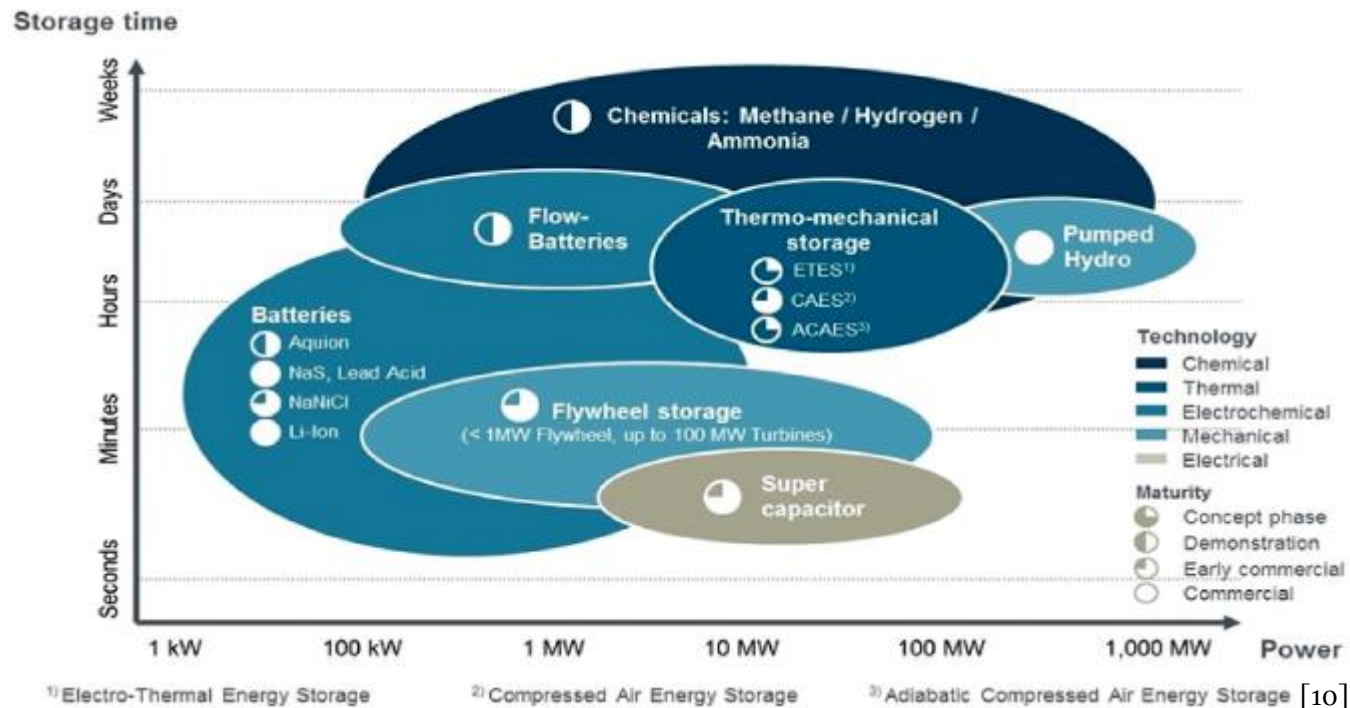 Storage time
Weeks
Days
Hours
Minutes
Seconds
Chemicals: Methane / Hydrogen /
Ammonia
Flow-
Batteries
Thermo-mechanical
storage
ETES¹⁾
CAES²⁾
ACAES³⁾
Pumped
Hydro
Batteries
Aquion
NaS, Lead Acid
NaNiCl
Li-Ion
Flywheel storage
(< 1MW Flywheel, up to 100 MW Turbines)
Super
capacitor
Technology
Chemical
Thermal
Electrochemical
Mechanical
Electrical
Maturity
Concept phase
Demonstration
Early commercial
Commercial
1 kW 100 kW 1 MW 10 MW 100 MW 1,000 MW Power
¹⁾ Electro-Thermal Energy Storage ²⁾ Compressed Air Energy Storage ³⁾ Adiabatic Compressed Air Energy Storage [10]